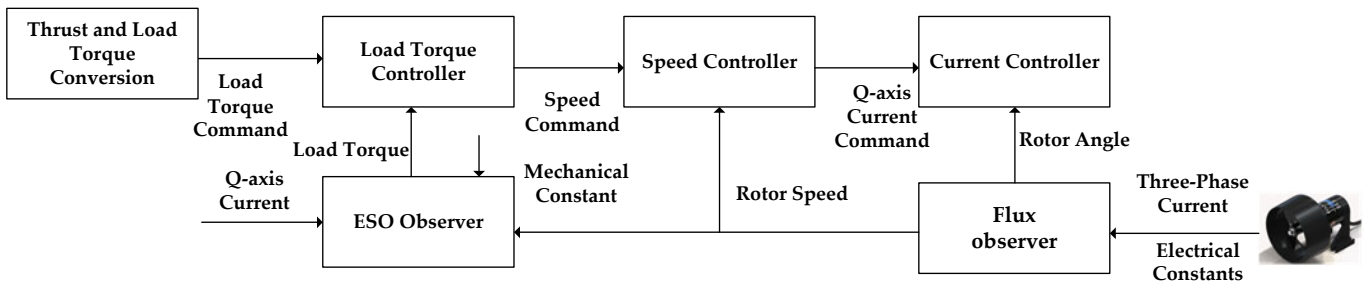 Thrust and Load
Torque
Conversion
Load
Torque
Command
Load Torque
Controller
Speed
Command
Speed Controller
Q-axis
Current
Command
Current Controller
Load Torque
Rotor Angle
Q-axis
Current
ESO Observer
Mechanical
Constant
Rotor Speed
Flux
observer
Three-Phase
Current
Electrical
Constants